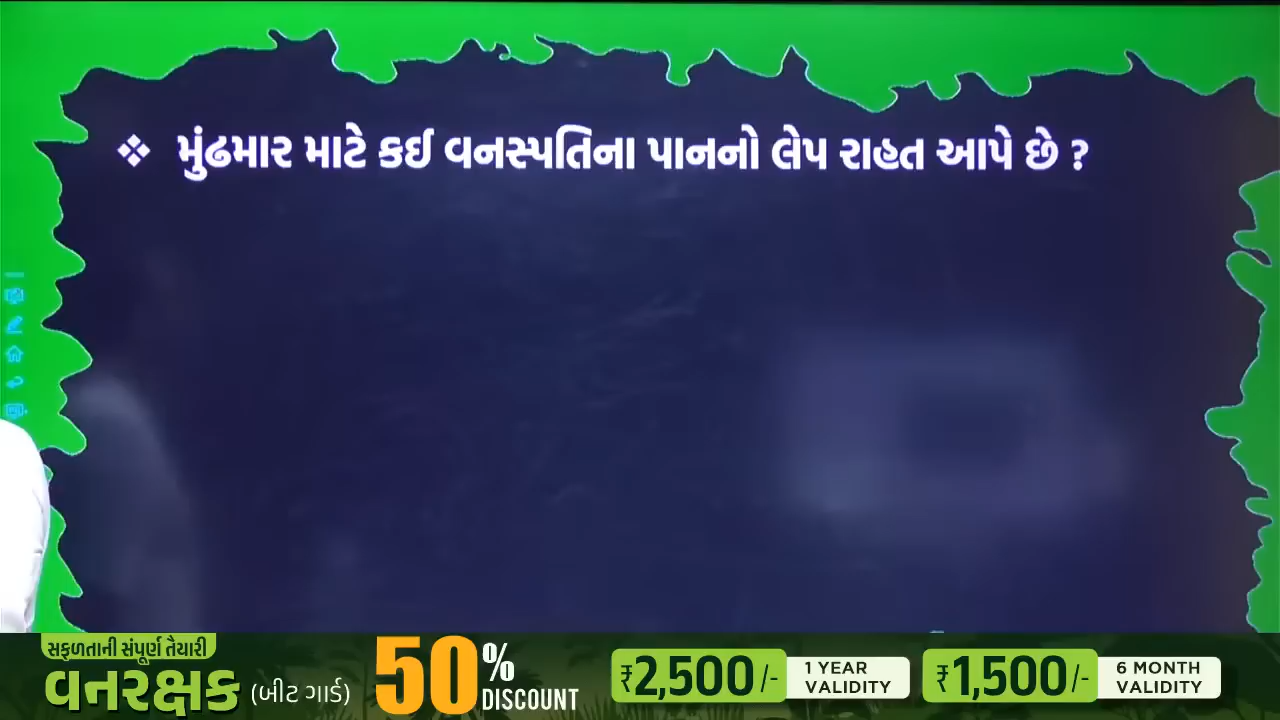 ❖ મુંઢમાર માટે કઈ વનસ્પતિના પાનનો લેપ રાહત આપે છે ?
સફળતાની સંપૂર્ણ તૈયારી
વનરક્ષક (બીટ ગાર્ડ)
50% DISCOUNT
₹2,500/- 1 YEAR VALIDITY
₹1,500/- 6 MONTH VALIDITY